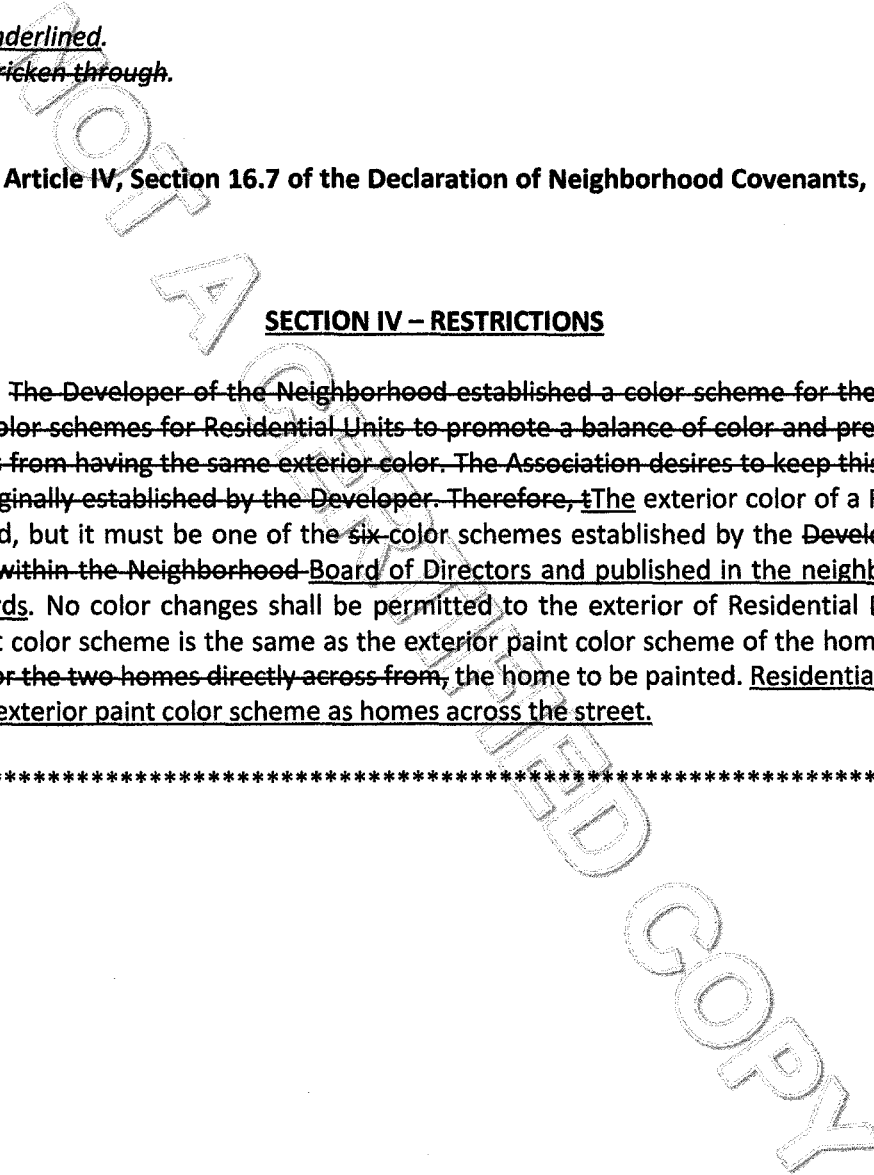 nderlined.
ricken through.
Article IV, Section 16.7 of the Declaration of Neighborhood Covenants,
SECTION IV – RESTRICTIONS
The Developer of the Neighborhood established a color scheme for the
olor schemes for Residential Units to promote a balance of color and pre
from having the same exterior color. The Association desires to keep this
ginally established by the Developer. Therefore, tThe exterior color of a
d, but it must be one of the six color schemes established by the Develo
within the Neighborhood Board of Directors and published in the neighb
rds. No color changes shall be permitted to the exterior of Residential
t color scheme is the same as the exterior paint color scheme of the hom
or the two homes directly across from, the home to be painted. Residentia
exterior paint color scheme as homes across the street.
************************************************************
NOT A CERTIFIED COPY